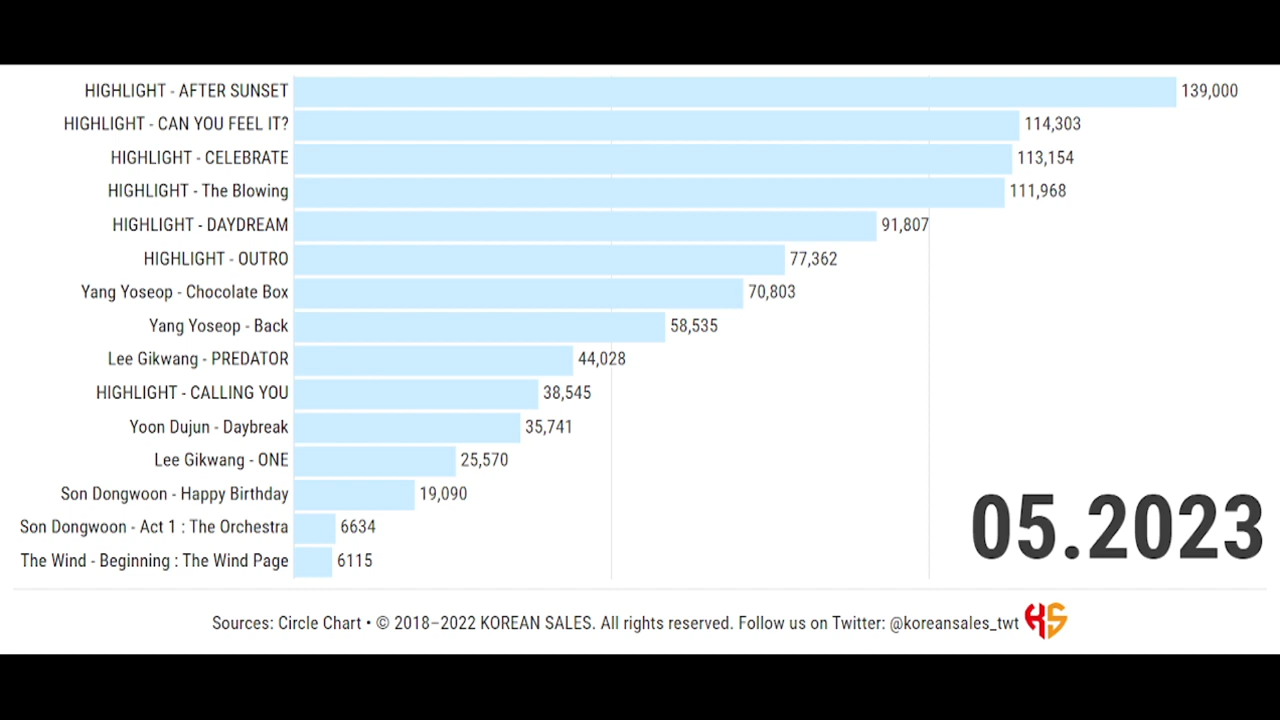 HIGHLIGHT - AFTER SUNSET 139,000
HIGHLIGHT - CAN YOU FEEL IT? 114,303
HIGHLIGHT - CELEBRATE 113,154
HIGHLIGHT - The Blowing 111,968
HIGHLIGHT - DAYDREAM 91,807
HIGHLIGHT - OUTRO 77,362
Yang Yoseop - Chocolate Box 70,803
Yang Yoseop - Back 58,535
Lee Gikwang - PREDATOR 44,028
HIGHLIGHT - CALLING YOU 38,545
Yoon Dujun - Daybreak 35,741
Lee Gikwang - ONE 25,570
Son Dongwoon - Happy Birthday 19,090
Son Dongwoon - Act 1 : The Orchestra 6634
The Wind - Beginning : The Wind Page 6115
05.2023
Sources: Circle Chart • © 2018–2022 KOREAN SALES. All rights reserved. Follow us on Twitter: @koreansales_twt KS